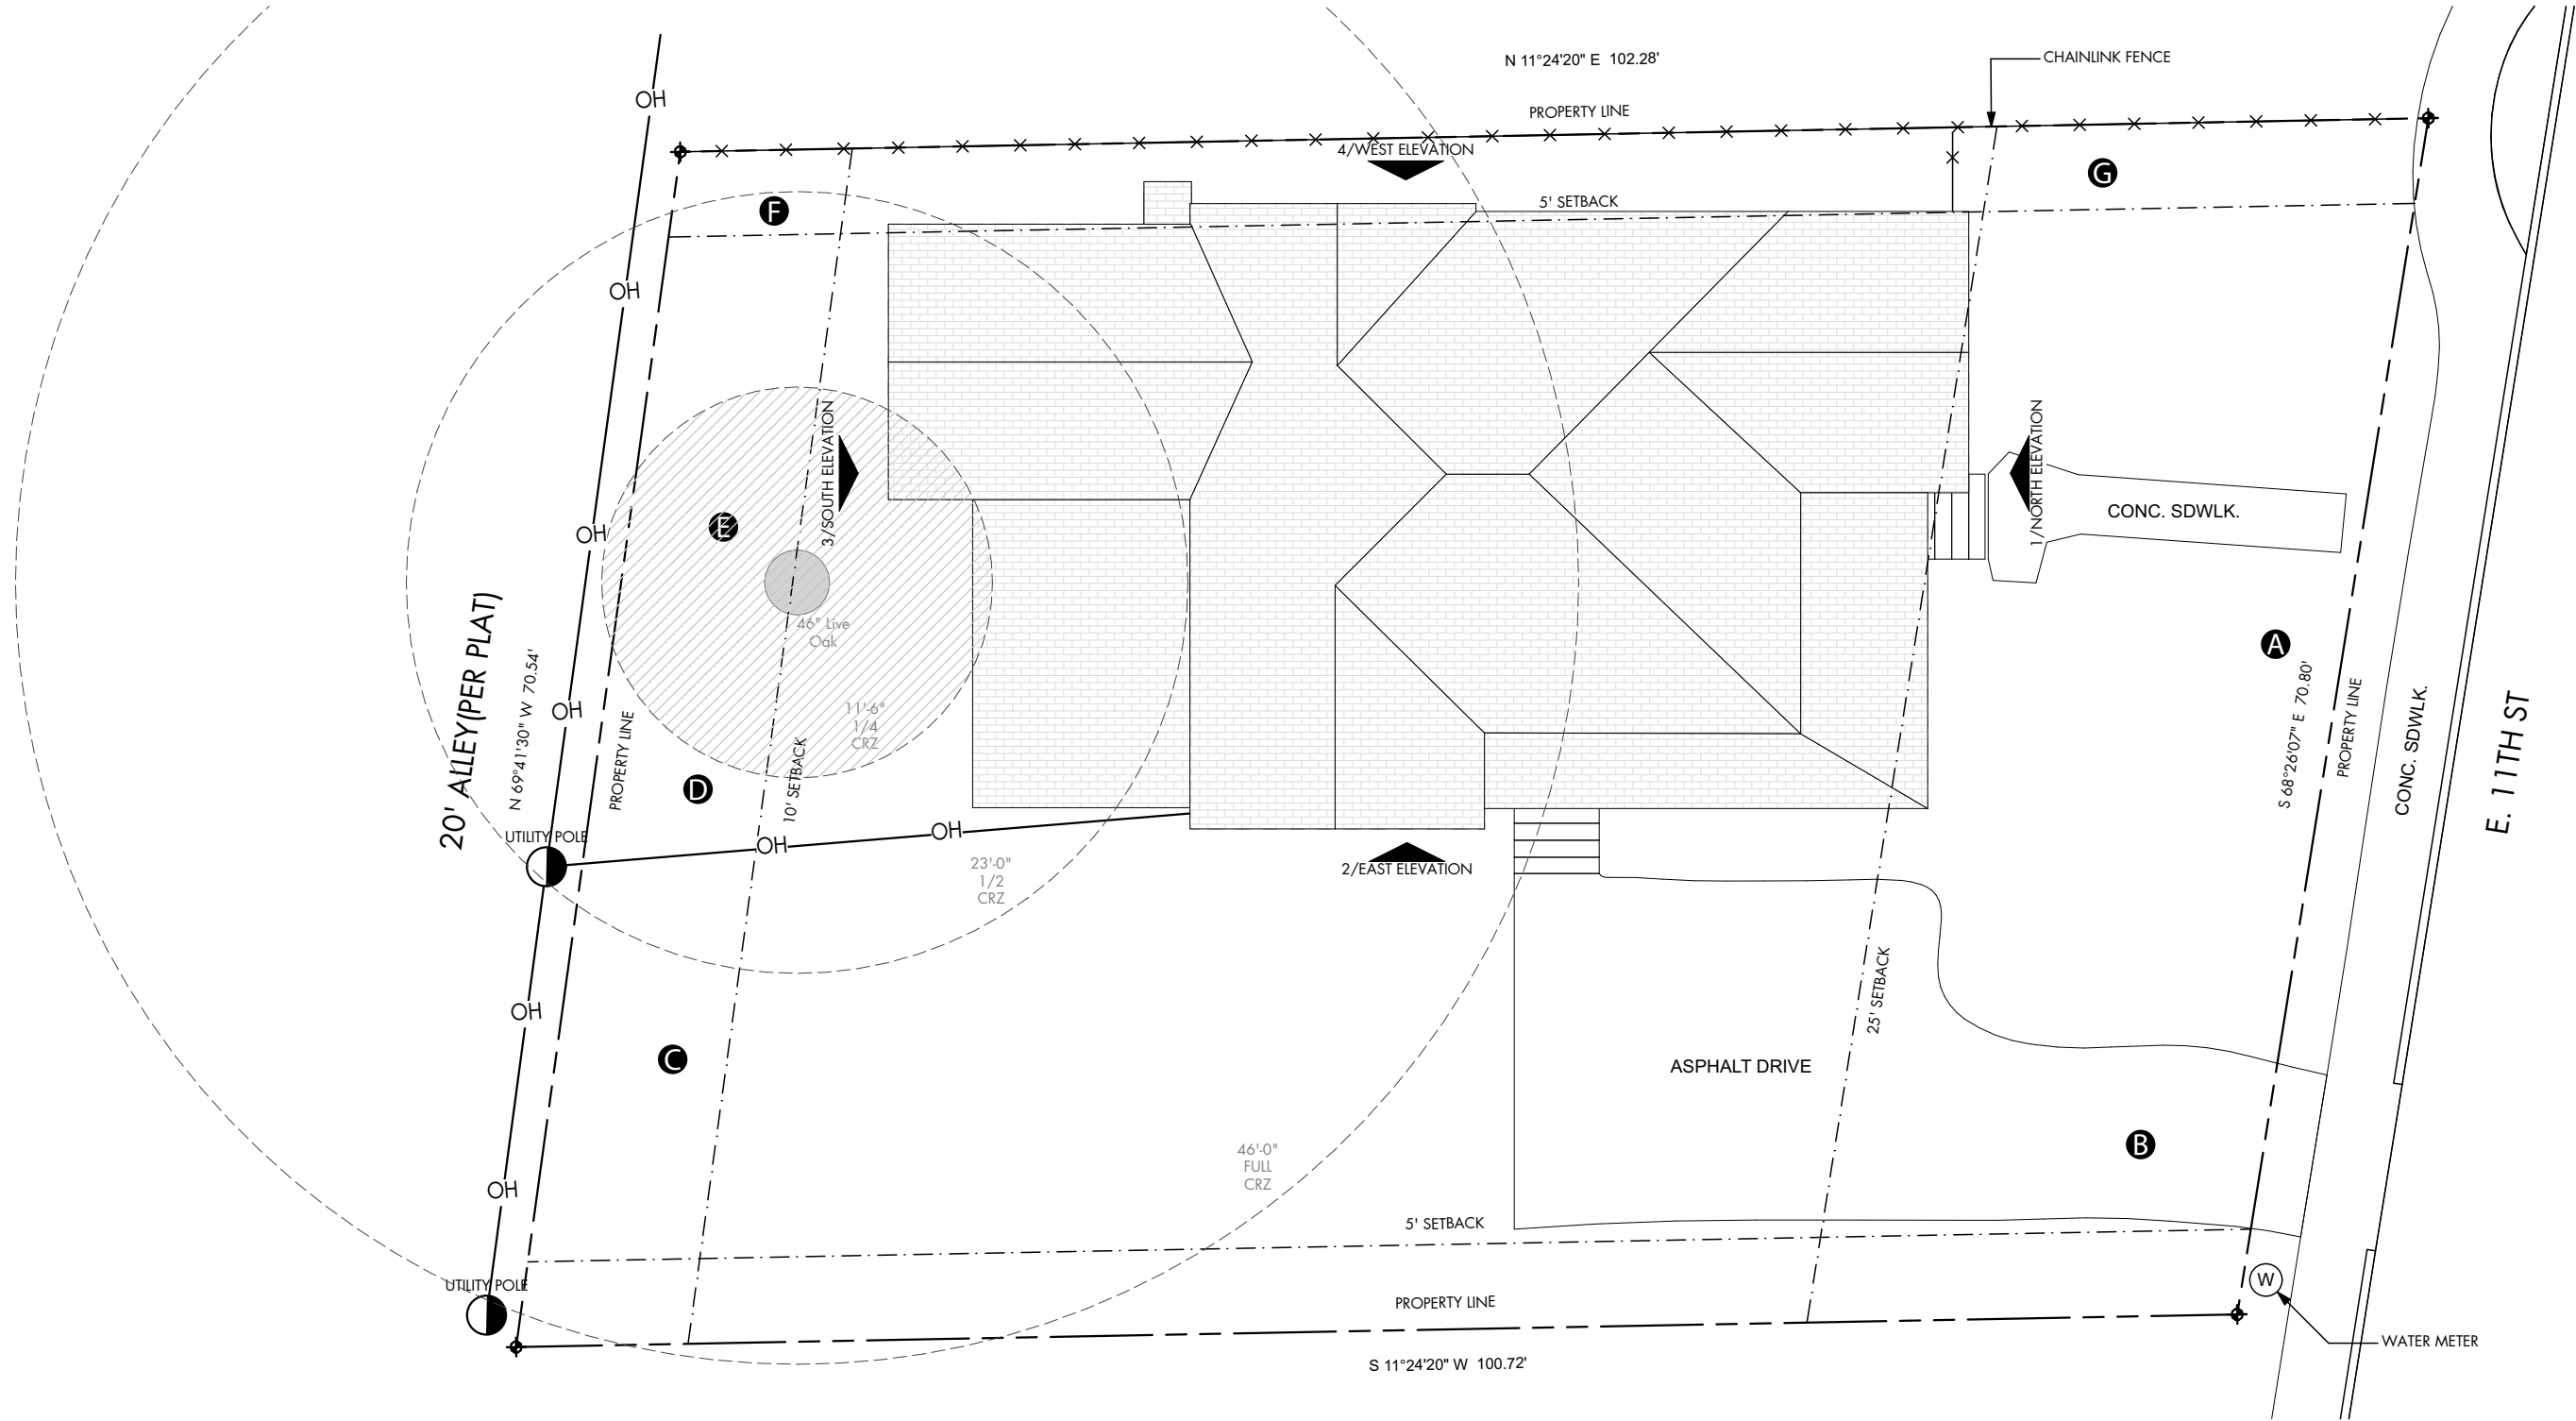 N 11°24'20" E  102.28'
CHAINLINK FENCE
OH
PROPERTY LINE
4/WEST ELEVATION
G
F
5' SETBACK
OH
3/SOUTH ELEVATION
1/NORTH ELEVATION
E
OH
CONC. SDWLK.
46" Live
Oak
A
20' ALLEY(PER PLAT)
N 69°41'30" W 70.54'
OH
PROPERTY LINE
11'-6"
1/4
CRZ
10' SETBACK
S 68°26'07" E  70.80'
PROPERTY LINE
CONC. SDWLK.
E. 11TH ST
D
UTILITY POLE
OH
OH
2/EAST ELEVATION
23'-0"
1/2
CRZ
25' SETBACK
OH
C
ASPHALT DRIVE
B
46'-0"
FULL
CRZ
OH
5' SETBACK
UTILITY POLE
W
PROPERTY LINE
WATER METER
S 11°24'20" W  100.72'